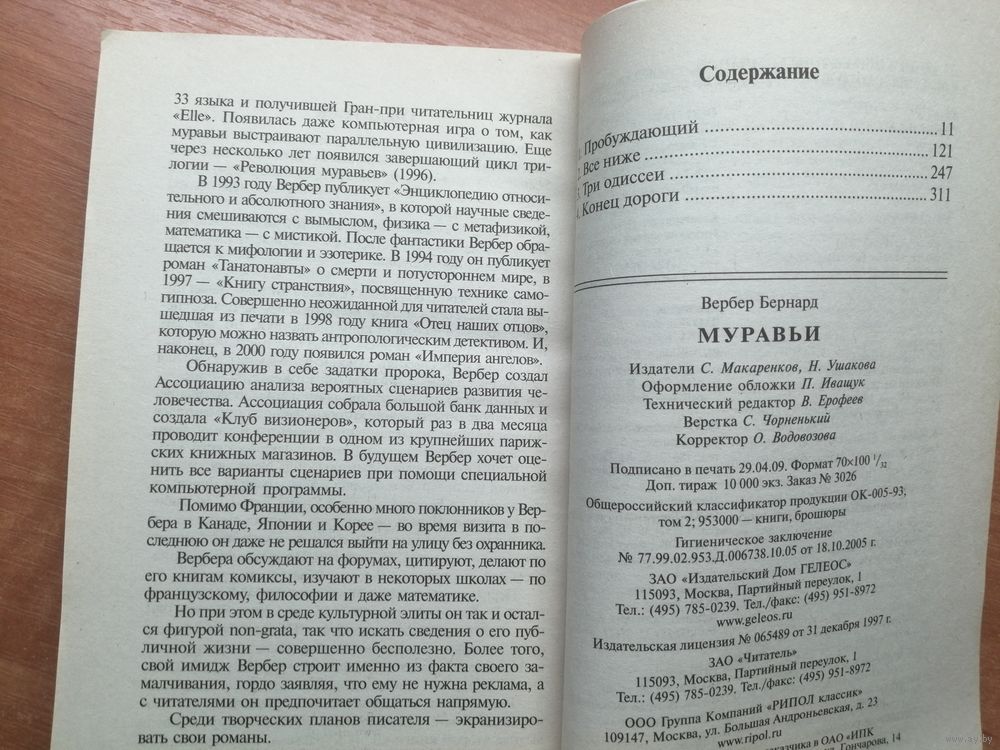 33 языка и получившей Гран-при читательниц журнала
«Elle». Появилась даже компьютерная игра о том, как
муравьи выстраивают параллельную цивилизацию. Еще
через несколько лет появился завершающий цикл три-
логии — «Революция муравьев» (1996).
В 1993 году Вербер публикует «Энциклопедию относи-
тельного и абсолютного знания», в которой научные све-
дения смешиваются с вымыслом, физика — с метафизикой,
математика — с мистикой. После фантастики Вербер обра-
щается к мифологии и эзотерике. В 1994 году он публикует
роман «Танатонавты» о смерти и потустороннем мире, в
1997 — «Книгу странствия», посвященную технике само-
гипноза. Совершенно неожиданной для читателей стала вы-
шедшая из печати в 1998 году книга «Отец наших отцов»,
которую можно назвать антропологическим детективом. И,
наконец, в 2000 году появился роман «Империя ангелов».
Обнаружив в себе задатки пророка, Вербер создал
Ассоциацию анализа вероятных сценариев развития че-
ловечества. Ассоциация собрала большой банк данных и
создала «Клуб визионеров», который раз в два месяца
проводит конференции в одном из крупнейших париж-
ских книжных магазинов. В будущем Вербер хочет оце-
нить все варианты сценариев при помощи специальной
компьютерной программы.
Помимо Франции, особенно много поклонников у Вер-
бера в Канаде, Японии и Корее — во время визита в по-
следнюю он даже не решался выйти на улицу без охранника.
Вербера обсуждают на форумах, цитируют, делают по
его книгам комиксы, изучают в некоторых школах — по
французскому, философии и даже математике.
Но при этом в среде культурной элиты он так и остал-
ся фигурой non-grata, так что искать сведения о его пуб-
личной жизни — совершенно бесполезно. Более того,
свой имидж Вербер строит именно из факта своего за-
малчивания, гордо заявляя, что ему не нужна реклама, а
с читателями он предпочитает общаться напрямую.
Среди творческих планов писателя — экранизиро-
вать свои романы.
Содержание
Пробуждающий ... 11
Все ниже ... 121
3. Три одиссеи ... 247
4. Конец дороги ... 311
Вербер Бернард
МУРАВЬИ
Издатели С. Макаренков, Н. Ушакова
Оформление обложки П. Иващук
Технический редактор В. Ерофеев
Верстка С. Чорненький
Корректор О. Водовозова
Подписано в печать 29.04.09. Формат 70×100 1/32
Доп. тираж 10 000 экз. Заказ № 3026
Общероссийский классификатор продукции ОК-005-93,
том 2; 953000 — книги, брошюры
Гигиеническое заключение
№ 77.99.02.953.Д.006738.10.05 от 18.10.2005 г.
ЗАО «Издательский Дом ГЕЛЕОС»
115093, Москва, Партийный переулок, 1
Тел.: (495) 785-0239. Тел./факс: (495) 951-8972
www.geleos.ru
Издательская лицензия № 065489 от 31 декабря 1997 г.
ЗАО «Читатель»
115093, Москва, Партийный переулок, 1
Тел.: (495) 785-0239. Тел./факс: (495) 951-8972
ООО Группа Компаний «РИПОЛ классик»
109147, Москва, ул. Большая Андроньевская, д. 23
www.ripol.ru
заказчика в ОАО «ИПК
Гончарова, 14
www.ay.by